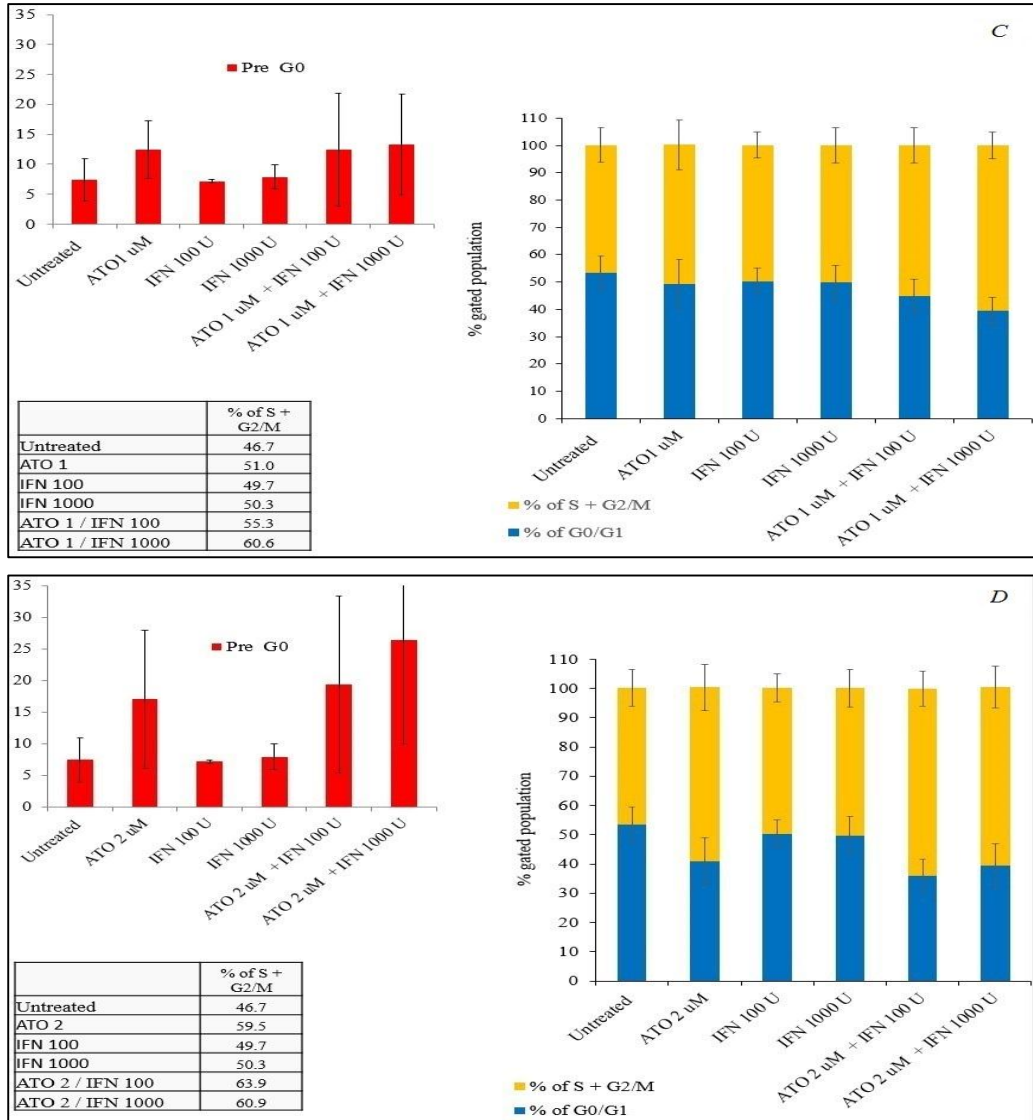 C
35
30
25
20
15
10
5
0
Pre G0
Untreated
ATO1 uM
IFN 100 U
IFN 1000 U
ATO 1 uM + IFN 100 U
ATO 1 uM + IFN 1000 U
% of S +
G2/M
Untreated 46.7
ATO 1 51.0
IFN 100 49.7
IFN 1000 50.3
ATO 1 / IFN 100 55.3
ATO 1 / IFN 1000 60.6
% gated population
110
100
90
80
70
60
50
40
30
20
10
0
Untreated
ATO1 uM
IFN 100 U
IFN 1000 U
ATO 1 uM + IFN 100 U
ATO 1 uM + IFN 1000 U
% of S + G2/M
% of G0/G1
D
35
30
25
20
15
10
5
0
Pre G0
Untreated
ATO 2 uM
IFN 100 U
IFN 1000 U
ATO 2 uM + IFN 100 U
ATO 2 uM + IFN 1000 U
% of S +
G2/M
Untreated 46.7
ATO 2 59.5
IFN 100 49.7
IFN 1000 50.3
ATO 2 / IFN 100 63.9
ATO 2 / IFN 1000 60.9
% gated population
110
100
90
80
70
60
50
40
30
20
10
0
Untreated
ATO 2 uM
IFN 100 U
IFN 1000 U
ATO 2 uM + IFN 100 U
ATO 2 uM + IFN 1000 U
% of S + G2/M
% of G0/G1